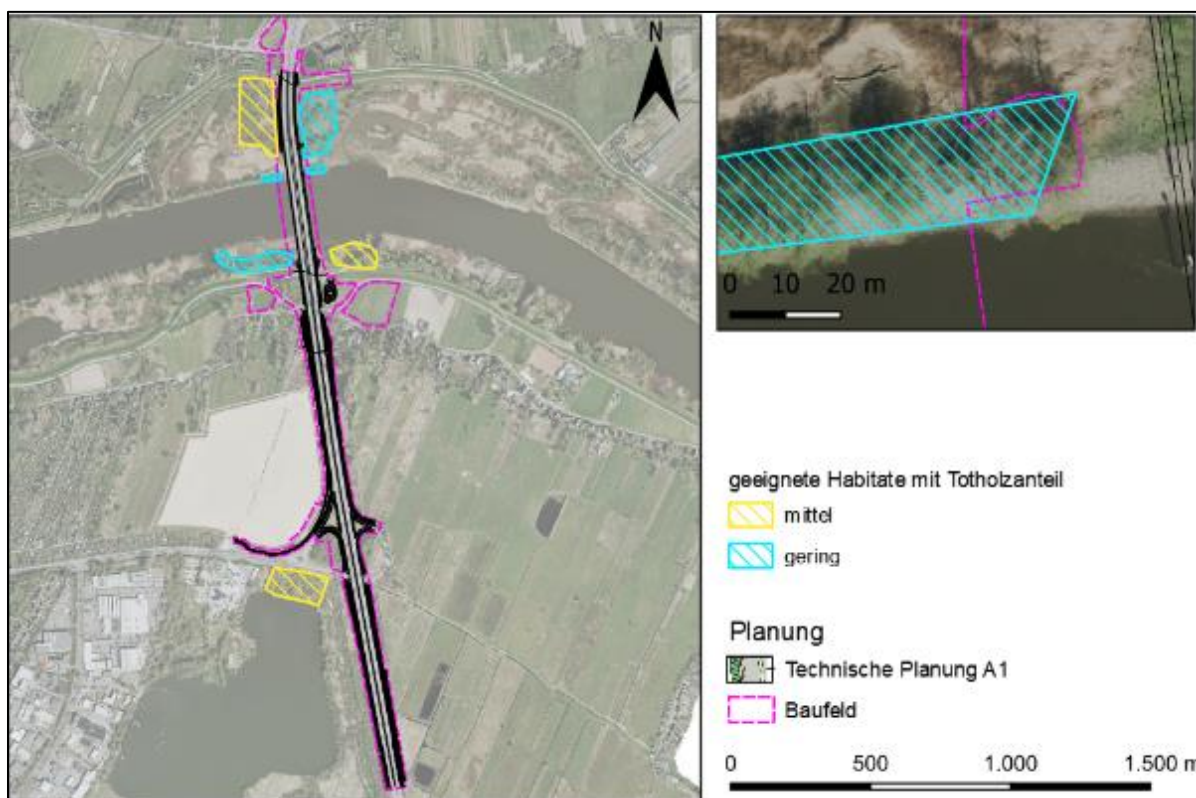 N
0 10 20 m
geeignete Habitate mit Totholzanteil
mittel
gering
Planung
Technische Planung A1
Baufeld
0 500 1.000 1.500 m